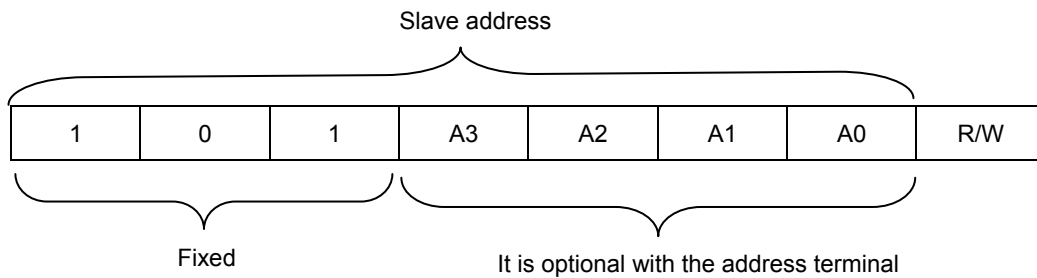 Slave address
1 0 1 A3 A2 A1 A0 R/W
Fixed
It is optional with the address terminal